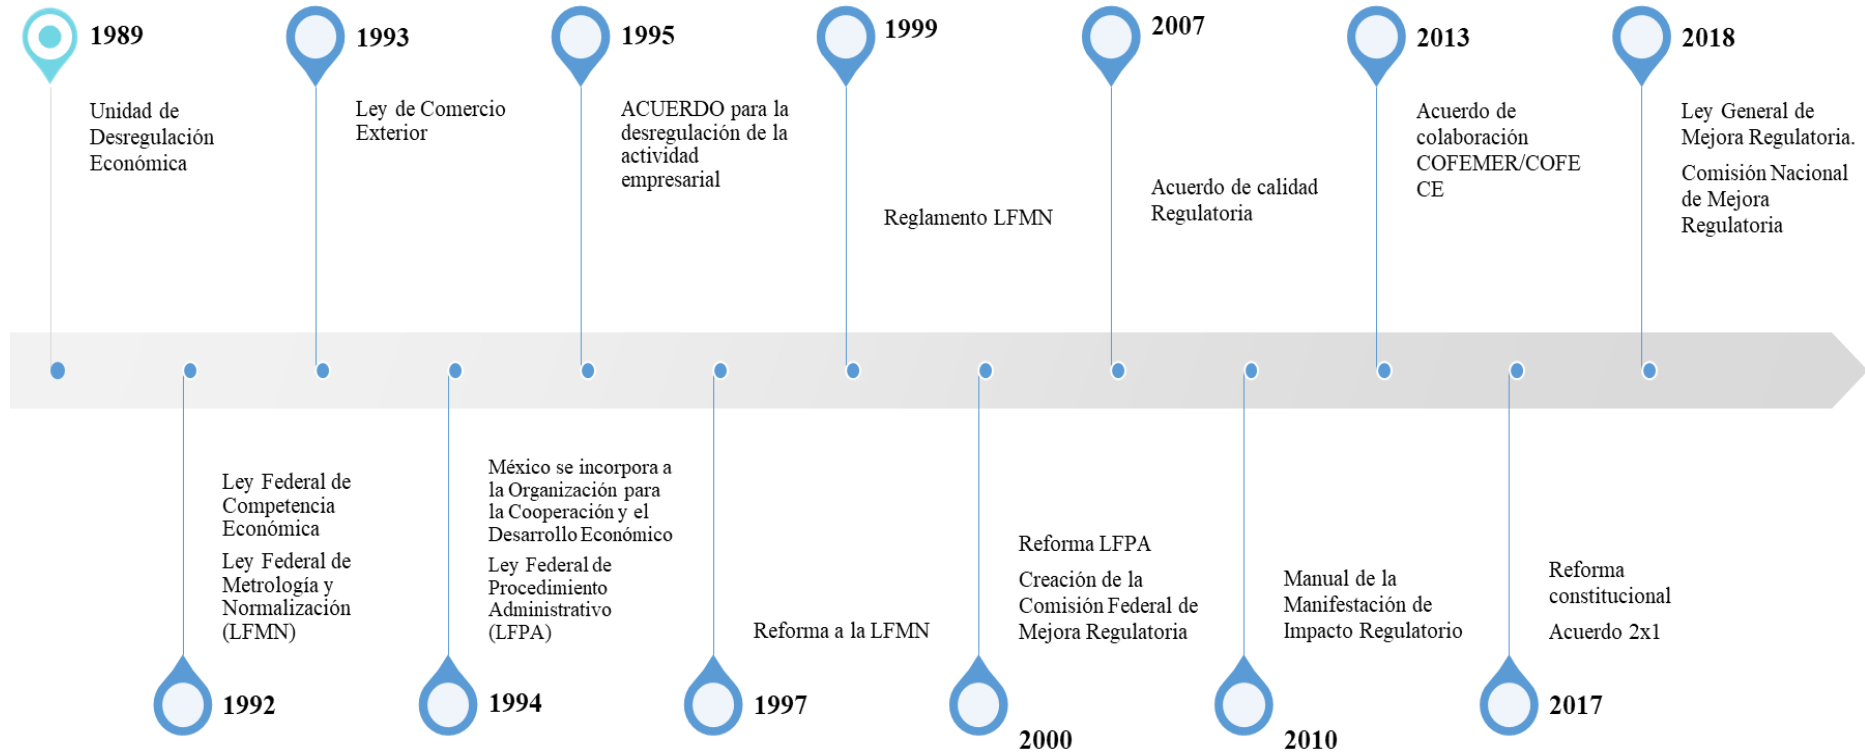 1989
Unidad de
Desregulación
Económica
1992
Ley Federal de
Competencia
Económica
Ley Federal de
Metrología y
Normalización
(LFMN)
1993
Ley de Comercio
Exterior
1994
México se incorpora a
la Organización para
la Cooperación y el
Desarrollo Económico
Ley Federal de
Procedimiento
Administrativo
(LFPA)
1995
ACUERDO para la
desregulación de la
actividad
empresarial
1997
Reforma a la LFMN
1999
Reglamento LFMN
2000
Reforma LFPA
Creación de la
Comisión Federal de
Mejora Regulatoria
2007
Acuerdo de calidad
Regulatoria
2010
Manual de la
Manifestación de
Impacto Regulatorio
2013
Acuerdo de
colaboración
COFEMER/COFE
CE
2017
Reforma
constitucional
Acuerdo 2x1
2018
Ley General de
Mejora Regulatoria.
Comisión Nacional
de Mejora
Regulatoria